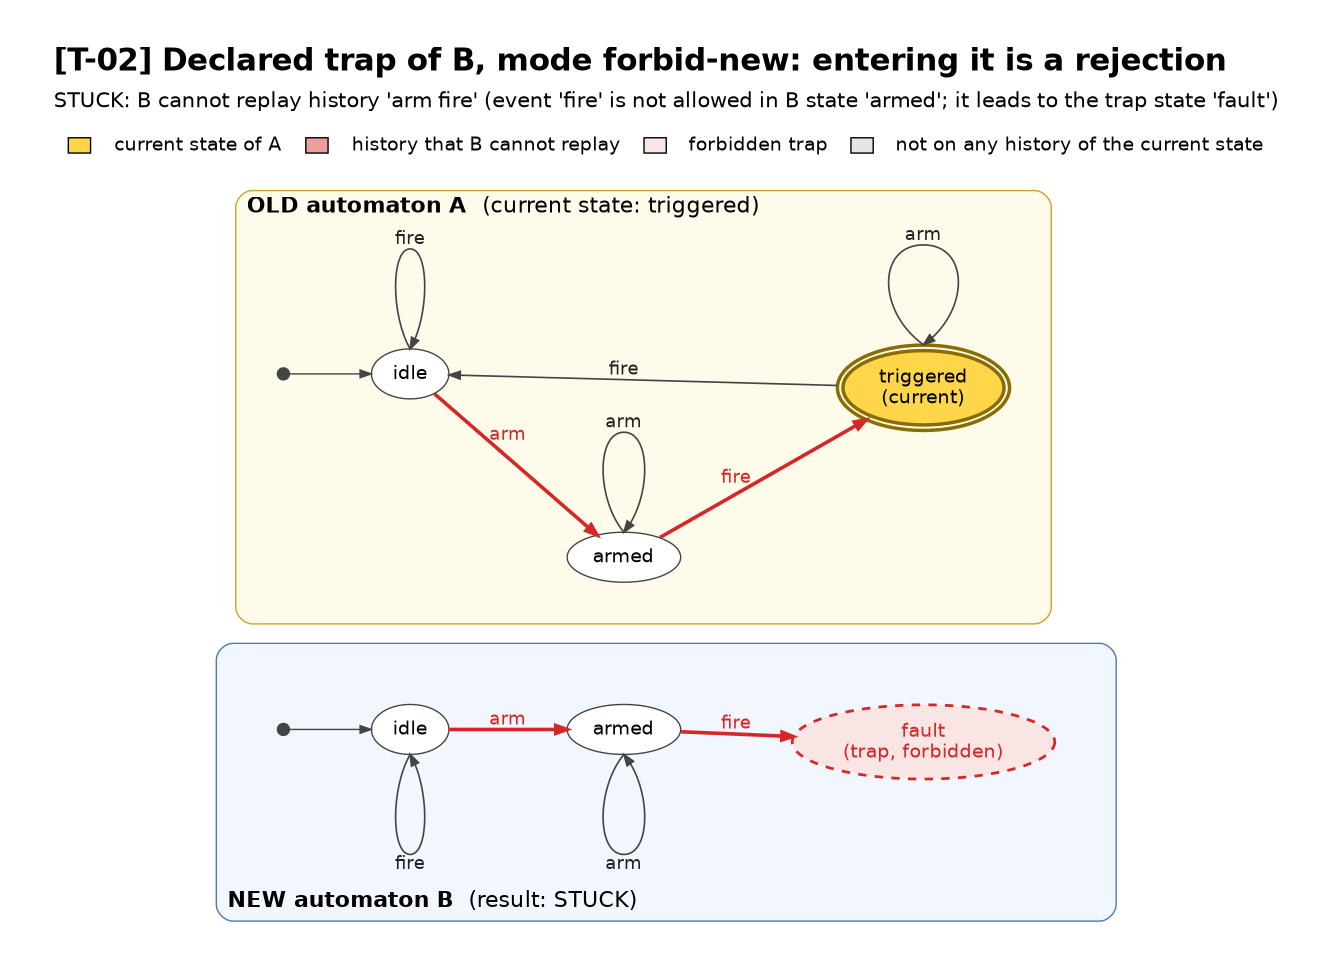 [T-02] Declared trap of B, mode forbid-new: entering it is a rejection
STUCK: B cannot replay history 'arm fire' (event 'fire' is not allowed in B state 'armed'; it leads to the trap state 'fault')
current state of A
history that B cannot replay
forbidden trap
not on any history of the current state
OLD automaton A (current state: triggered)
fire
arm
idle
fire
triggered
(current)
arm
arm
fire
armed
idle
arm
armed
fire
fault
(trap, forbidden)
fire
arm
NEW automaton B (result: STUCK)